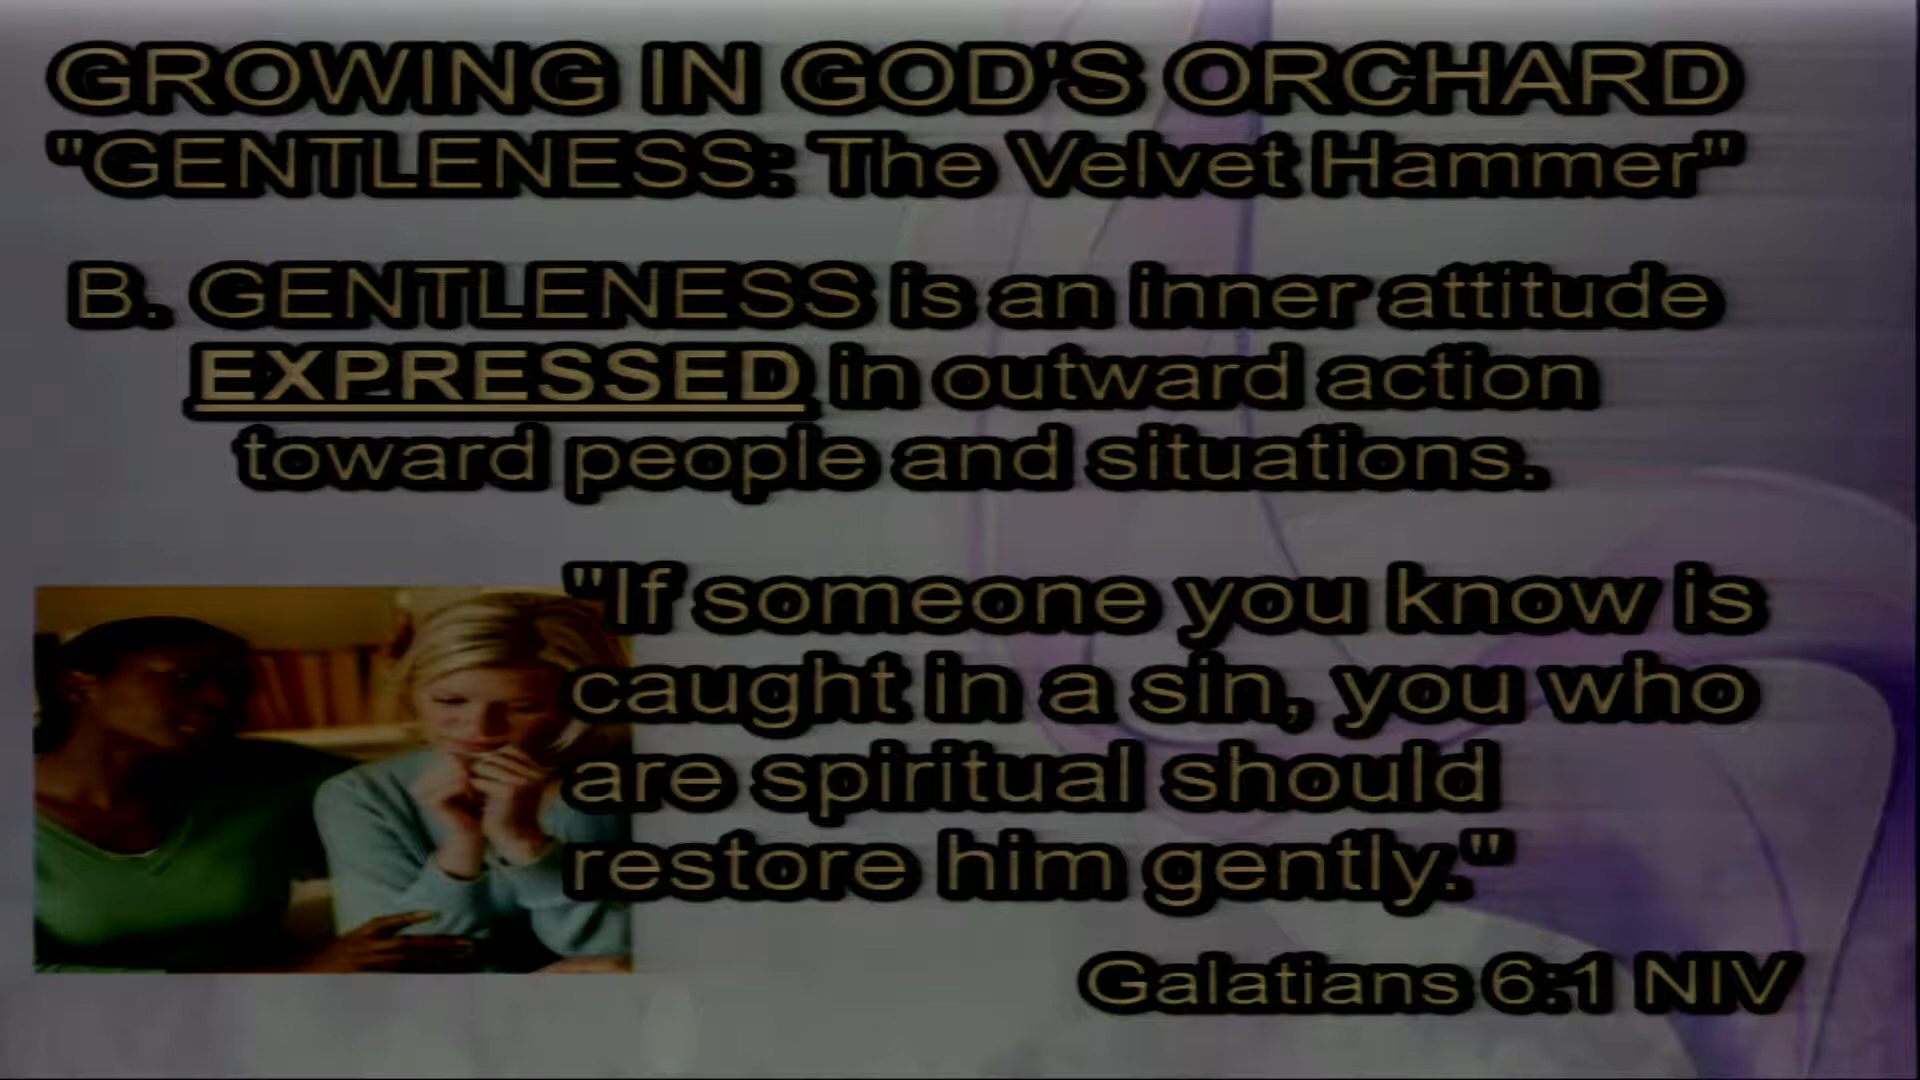 GROWING IN GOD'S ORCHARD
"GENTLENESS: The Velvet Hammer"
B. GENTLENESS is an inner attitude
EXPRESSED in outward action
toward people and situations.
"If someone you know is
caught in a sin, you who
are spiritual should
restore him gently."
Galatians 6:1 NIV